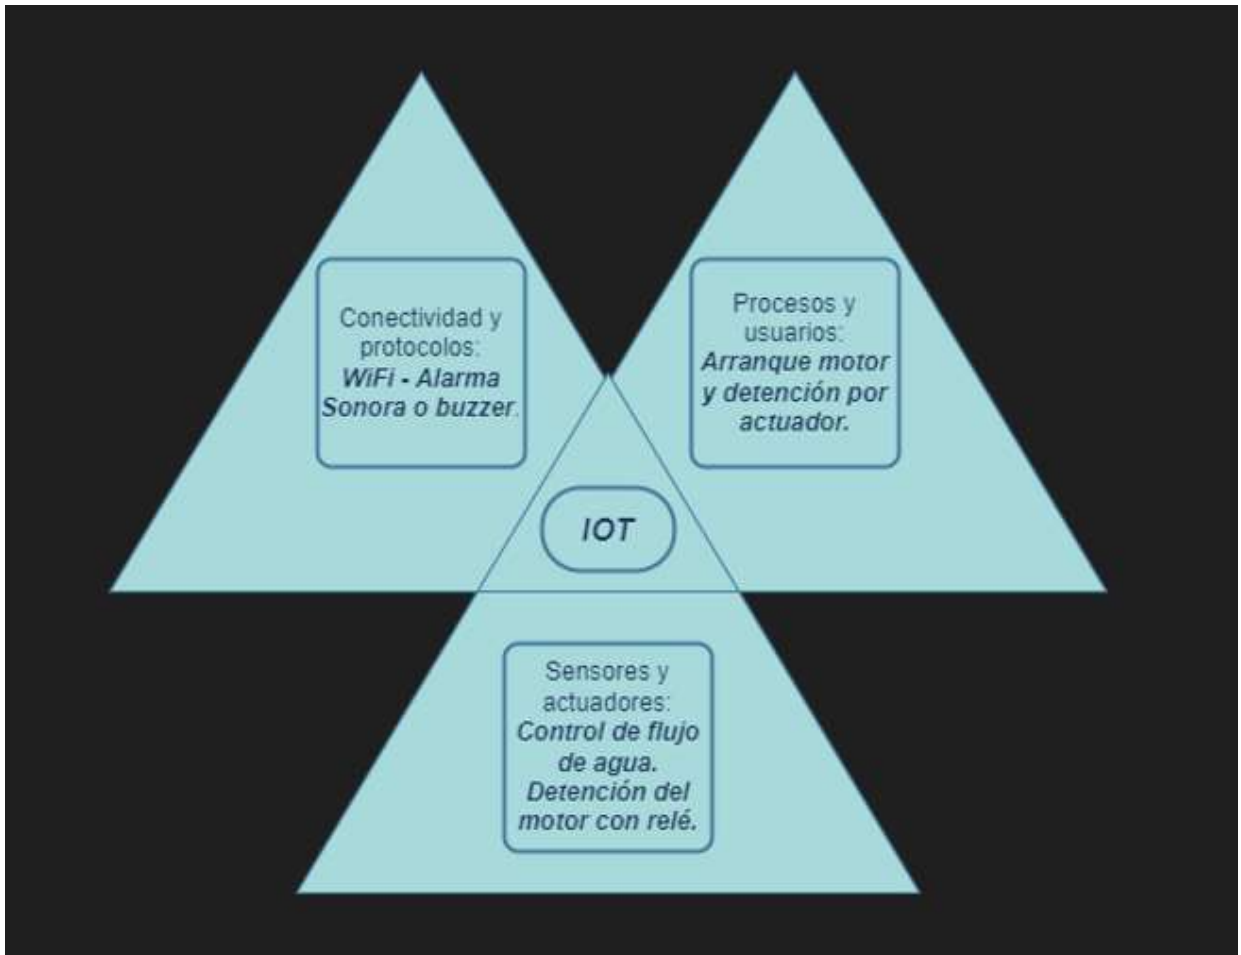 Conectividad y
protocolos:
WiFi - Alarma
Sonora o buzzer.
Procesos y
usuarios:
Arranque motor
y detención por
actuador.
IOT
Sensores y
actuadores:
Control de flujo
de agua.
Detención del
motor con relé.